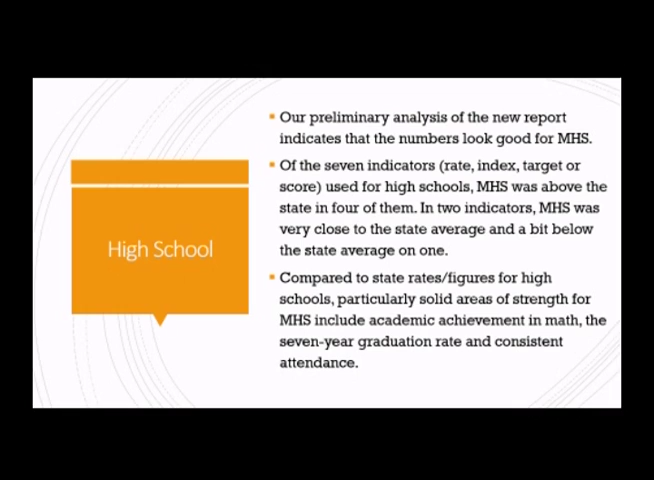 High School
Our preliminary analysis of the new report
indicates that the numbers look good for MHS.
Of the seven indicators (rate, index, target or
score) used for high schools, MHS was above the
state in four of them. In two indicators, MHS was
very close to the state average and a bit below
the state average on one.
Compared to state rates/figures for high
schools, particularly solid areas of strength for
MHS include academic achievement in math, the
seven-year graduation rate and consistent
attendance.